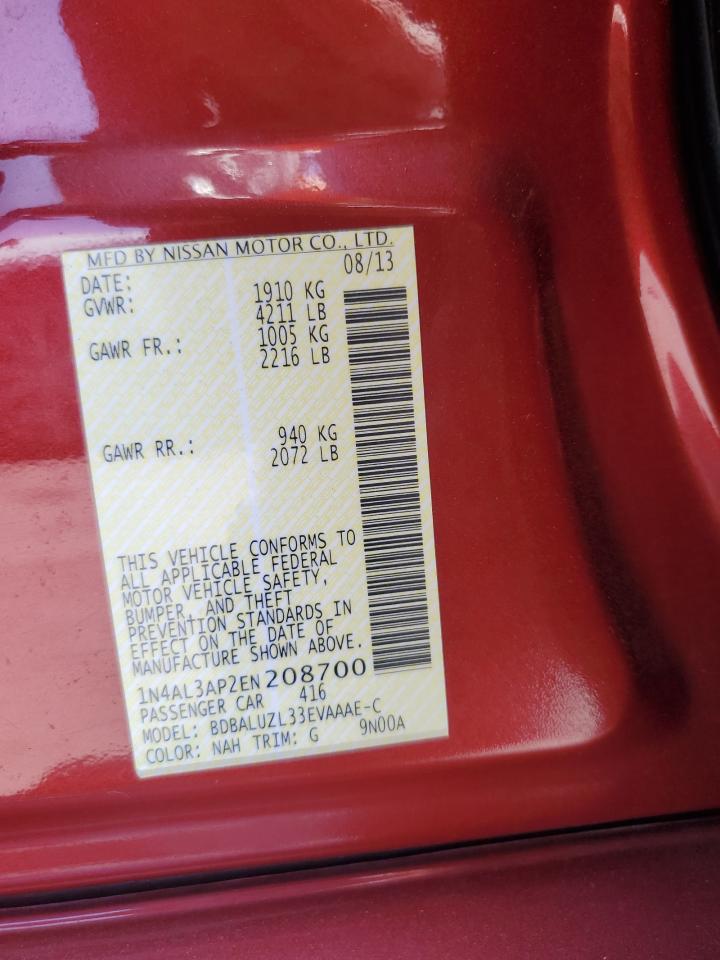 MFD BY NISSAN MOTOR CO., LTD.
DATE: 08/13
GVWR: 1910 KG
4211 LB
GAWR FR.: 1005 KG
2216 LB
GAWR RR.: 940 KG
2072 LB
THIS VEHICLE CONFORMS TO
ALL APPLICABLE FEDERAL
MOTOR VEHICLE SAFETY,
BUMPER, AND THEFT
PREVENTION STANDARDS IN
EFFECT ON THE DATE OF
MANUFACTURE SHOWN ABOVE.
1N4AL3AP2EN208700
PASSENGER CAR 416
MODEL: BDBALUZL33EVAAAE-C
COLOR: NAH TRIM: G 9N00A